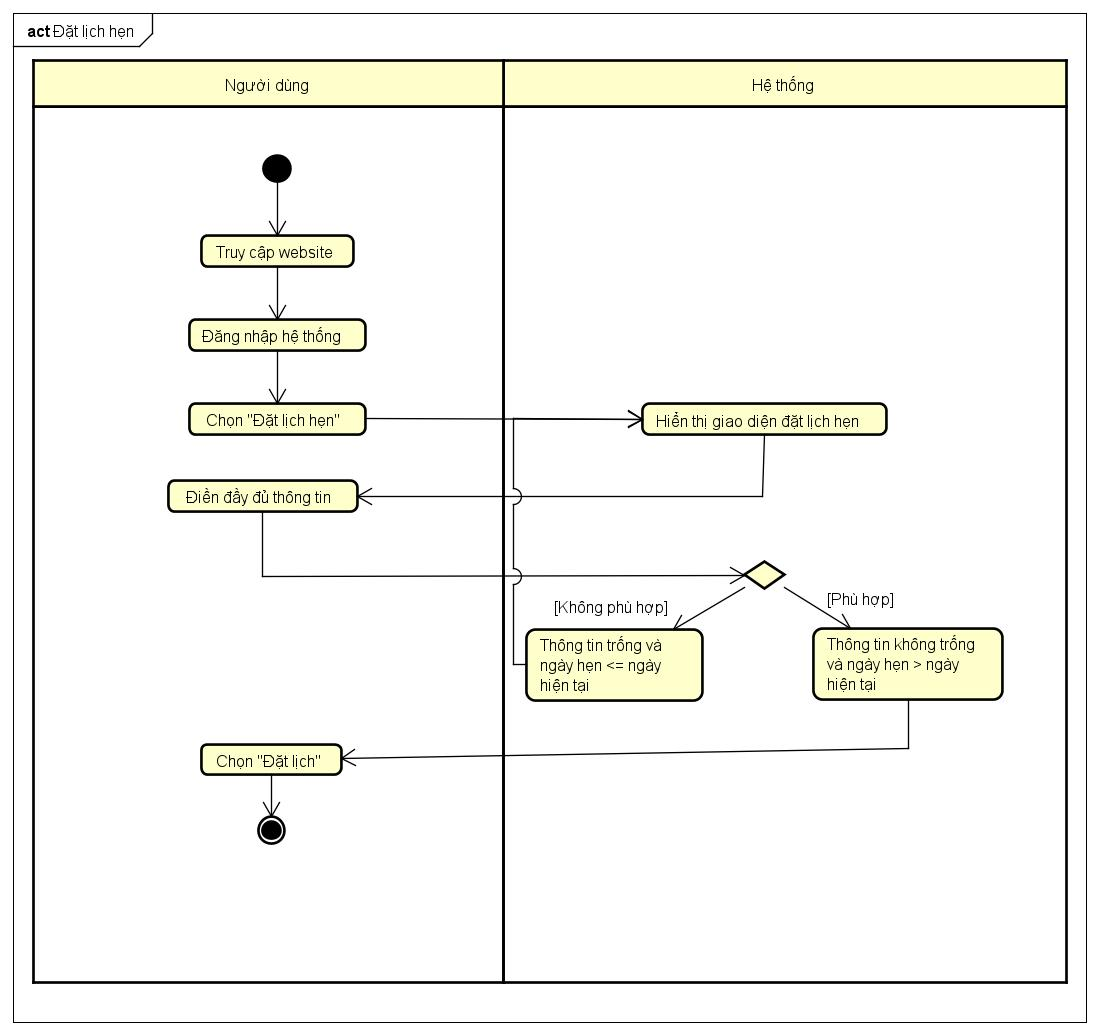 act Đặt lịch hẹn
Người dùng
Hệ thống
Truy cập website
Đăng nhập hệ thống
Chọn "Đặt lịch hẹn"
Hiển thị giao diện đặt lịch hẹn
Điền đầy đủ thông tin
[Không phù hợp]
[Phù hợp]
Thông tin trống và
ngày hẹn <= ngày
hiện tại
Thông tin không trống
và ngày hẹn > ngày
hiện tại
Chọn "Đặt lịch"